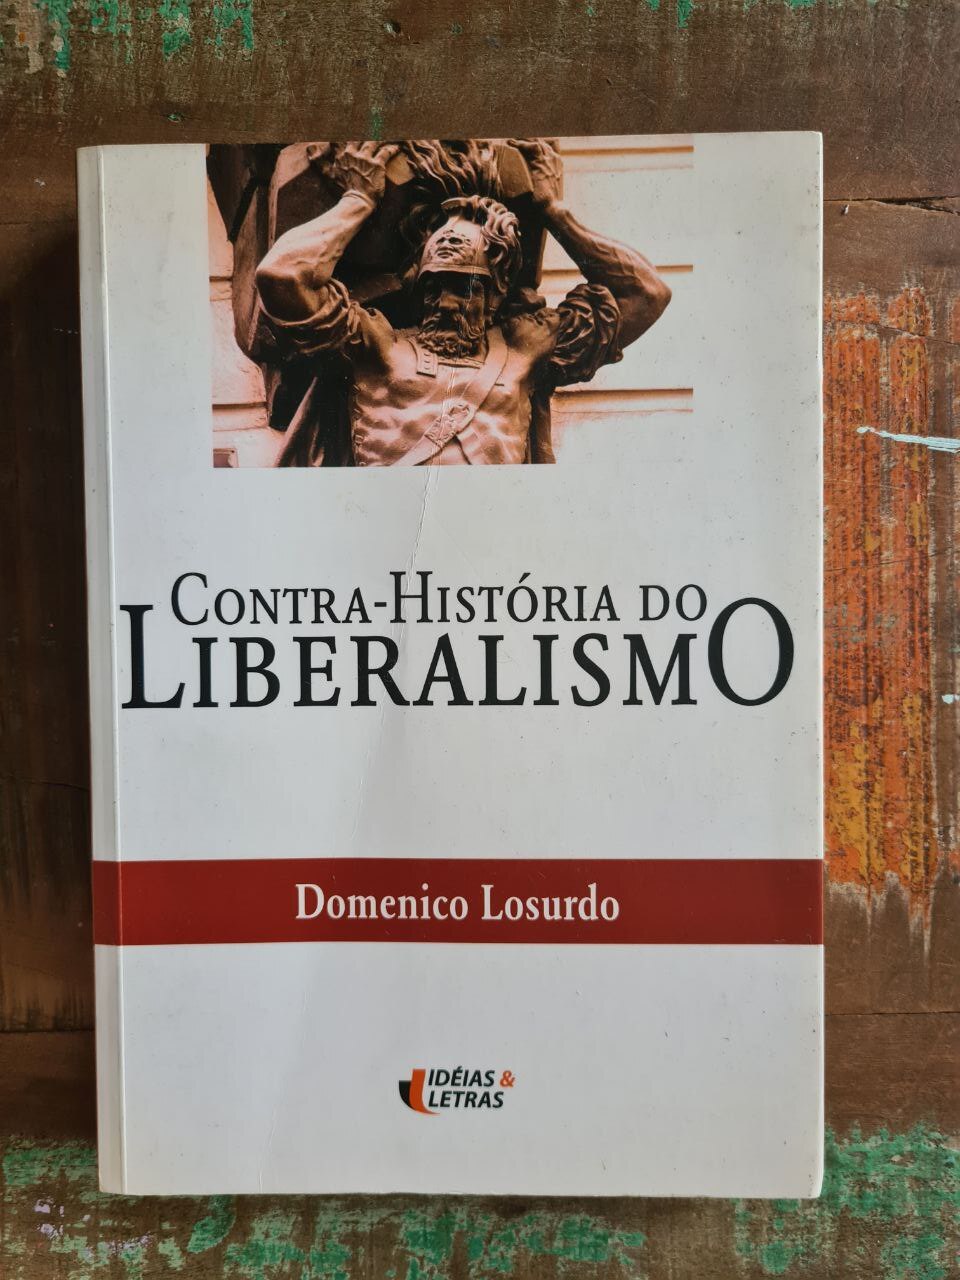 CONTRA-HISTÓRIA DO
LIBERALISMO
Domenico Losurdo
IDÉIAS &
LETRAS